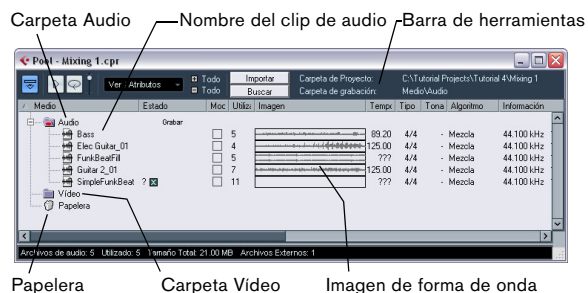 Carpeta Audio Nombre del clip de audio Barra de herramientas
Pool - Mixing 1.cpr
Ver Atributos Todo Importar Carpeta de Proyecto: C:\Tutorial Projects\Tutorial 4\Mixing 1
Todo Buscar Carpeta de grabación: Medio\Audio
Medio Estado Moc Utiliz Imagen Tempo Tipo Tona Algoritmo Información
Audio Grabar
Bass 5 89.20 4/4 - Mezcla 44.100 kHz
Elec Guitar_01 4 125.00 4/4 - Mezcla 44.100 kHz
FunkBeatFill 5 ??? 4/4 - Mezcla 44.100 kHz
Guitar 2_01 7 125.00 4/4 - Mezcla 44.100 kHz
SimpleFunkBeat ? X 11 ??? 4/4 - Mezcla 44.100 kHz
Vídeo
Papelera
Archivos de audio: 5 Utilizado: 5 Tamaño Total: 21.00 MB Archivos Externos: 1
Papelera Carpeta Vídeo Imagen de forma de onda